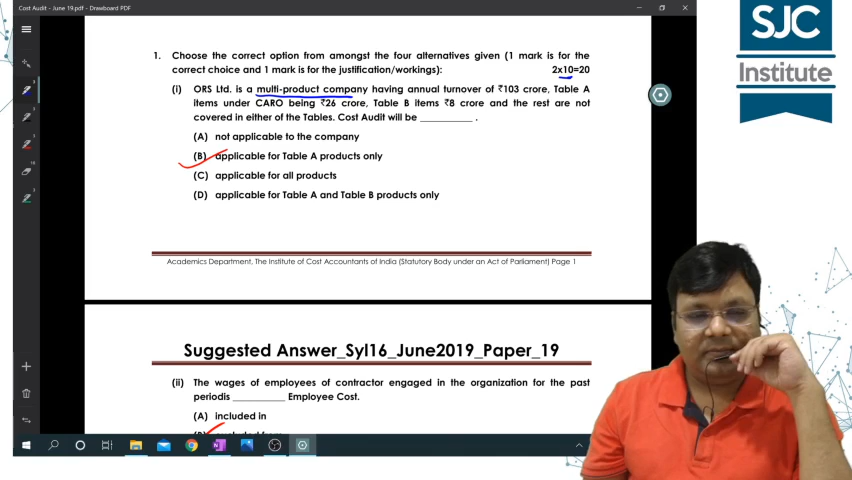 Cost Audit - June 19.pdf - Drawboard PDF
SJC
Institute
1. Choose the correct option from amongst the four alternatives given (1 mark is for the
correct choice and 1 mark is for the justification/workings): 2x10=20
(i) ORS Ltd. is a multi-product company having annual turnover of ₹103 crore, Table A
items under CARO being ₹26 crore, Table B items ₹8 crore and the rest are not
covered in either of the Tables. Cost Audit will be __________ .
(A) not applicable to the company
(B) applicable for Table A products only
(C) applicable for all products
(D) applicable for Table A and Table B products only
Academics Department, The Institute of Cost Accountants of India (Statutory Body under an Act of Parliament) Page 1
Suggested Answer_Syl16_June2019_Paper_19
(ii) The wages of employees of contractor engaged in the organization for the past
periodis __________ Employee Cost.
(A) included in